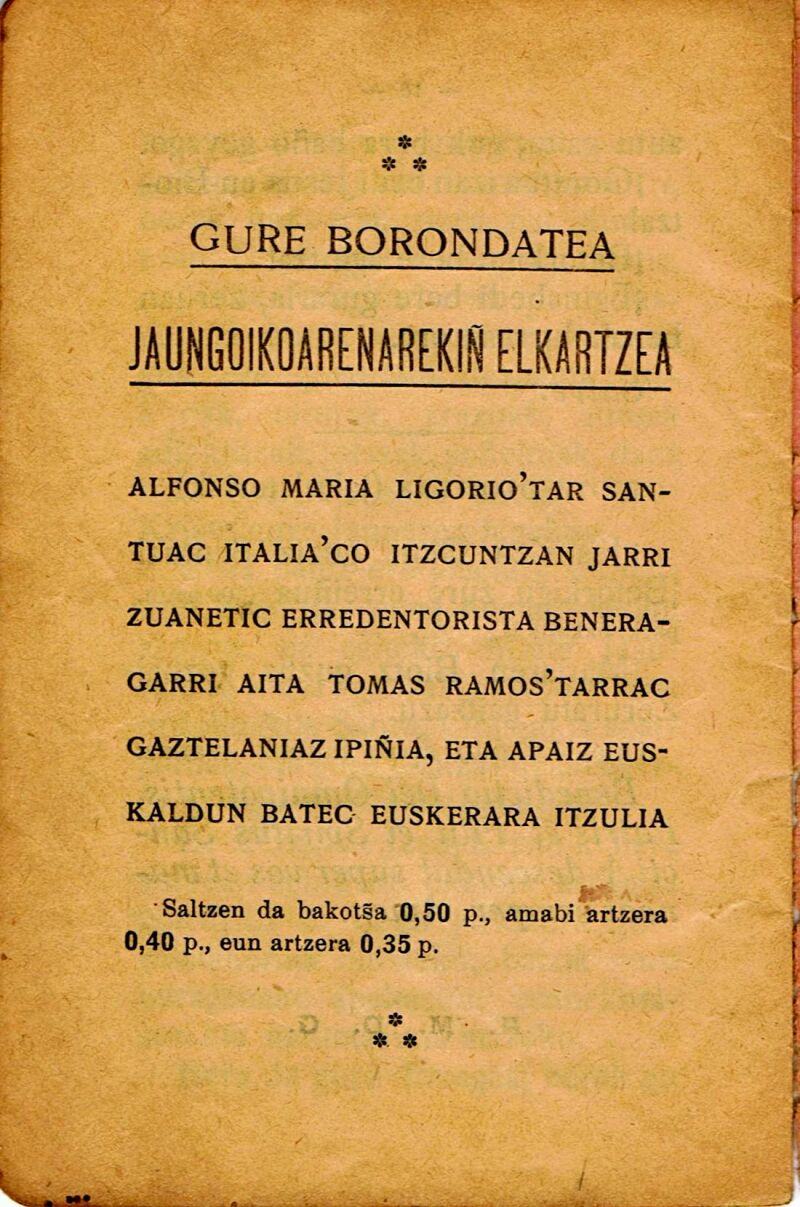 GURE BORONDATEA
JAUNGOIKOARENAREKIÑ ELKARTZEA
ALFONSO MARIA LIGORIO'TAR SAN-
TUAC ITALIA'CO ITZCUNTZAN JARRI
ZUANETIC ERREDENTORISTA BENERA-
GARRI AITA TOMAS RAMOS'TARRAC
GAZTELANIAZ IPIÑIA, ETA APAIZ EUS-
KALDUN BATEC EUSKERARA ITZULIA
Saltzen da bakotša 0,50 p., amabi artzera
0,40 p., eun artzera 0,35 p.